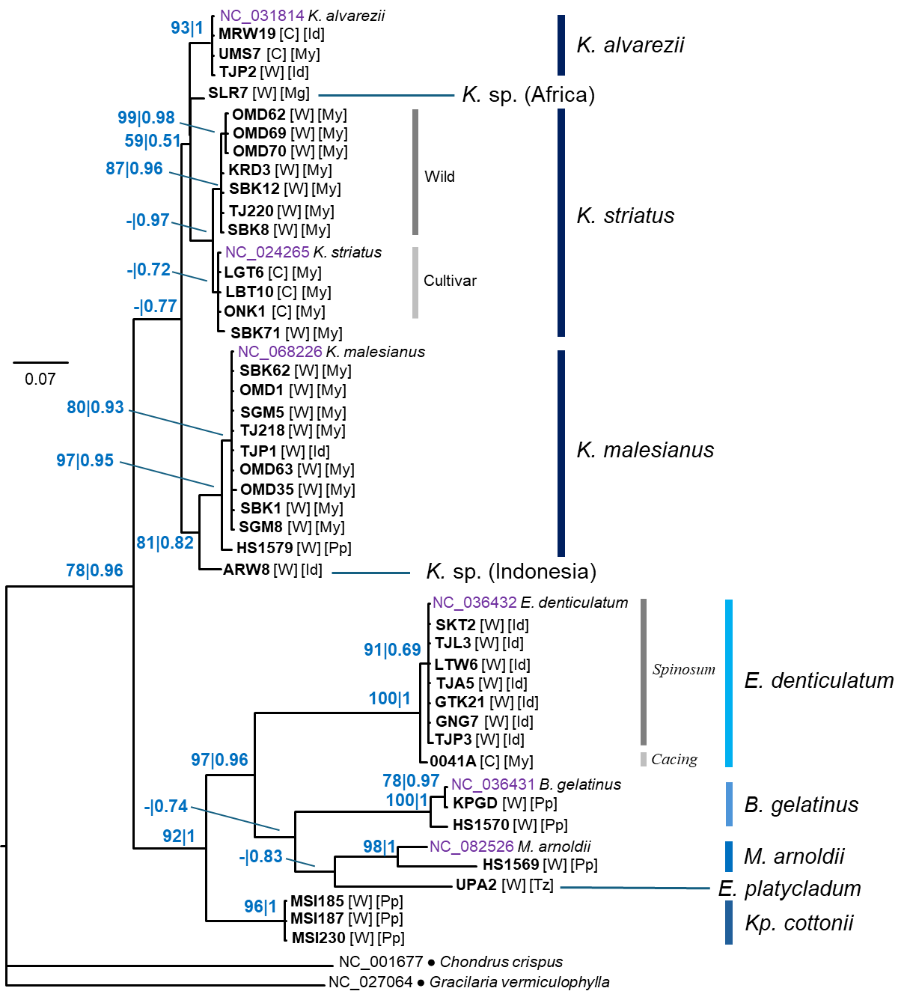 NC_031814 K. alvarezii
93|1
MRW19 [C] [Id]
UMS7 [C] [My]
TJP2 [W] [Id]
K. alvarezii
SLR7 [W] [Mg]
K. sp. (Africa)
OMD62 [W] [My]
99|0.98
OMD69 [W] [My]
59|0.51
OMD70 [W] [My]
87|0.96
KRD3 [W] [My]
Wild
SBK12 [W] [My]
TJ220 [W] [My]
-|0.97
SBK8 [W] [My]
K. striatus
NC_024265 K. striatus
-|0.72
LGT6 [C] [My]
Cultivar
LBT10 [C] [My]
-|0.77
ONK1 [C] [My]
SBK71 [W] [My]
NC_068226 K. malesianus
SBK62 [W] [My]
0.07
OMD1 [W] [My]
80|0.93
SGM5 [W] [My]
TJ218 [W] [My]
TJP1 [W] [Id]
K. malesianus
97|0.95
OMD63 [W] [My]
OMD35 [W] [My]
SBK1 [W] [My]
SGM8 [W] [My]
81|0.82
HS1579 [W] [Pp]
78|0.96
ARW8 [W] [Id]
K. sp. (Indonesia)
NC_036432 E. denticulatum
SKT2 [W] [Id]
TJL3 [W] [Id]
91|0.69
LTW6 [W] [Id]
Spinosum
TJA5 [W] [Id]
E. denticulatum
100|1
GTK21 [W] [Id]
GNG7 [W] [Id]
TJP3 [W] [Id]
97|0.96
0041A [C] [My]
Cacing
78|0.97
NC_036431 B. gelatinus
100|1
KPGD [W] [Pp]
B. gelatinus
-|0.74
HS1570 [W] [Pp]
92|1
98|1
NC_082526 M. arnoldii
-|0.83
HS1569 [W] [Pp]
M. arnoldii
UPA2 [W] [Tz]
E. platycladum
96|1
MSI185 [W] [Pp]
MSI187 [W] [Pp]
Kp. cottonii
MSI230 [W] [Pp]
NC_001677 ● Chondrus crispus
NC_027064 ● Gracilaria vermiculophylla